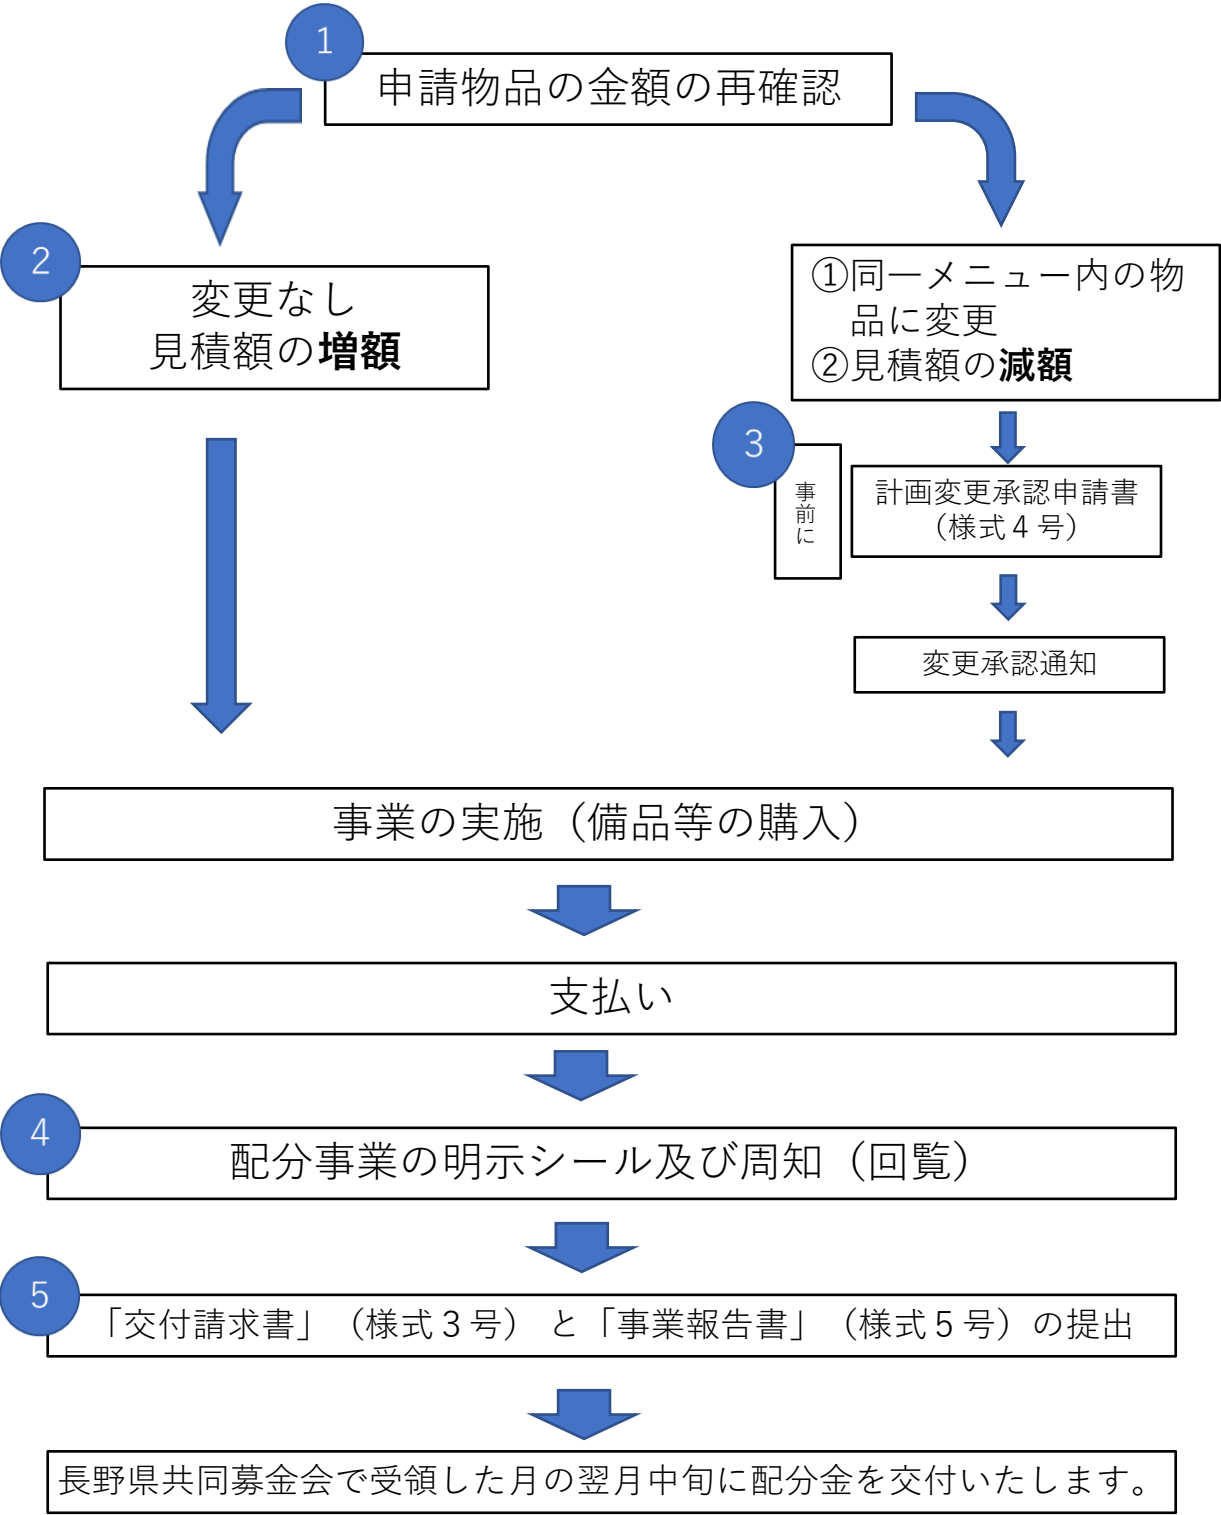 1
申請物品の金額の再確認
2
変更なし
見積額の増額
①同一メニュー内の物
品に変更
②見積額の減額
3
事前に
計画変更承認申請書
（様式４号）
変更承認通知
事業の実施（備品等の購入）
支払い
4
配分事業の明示シール及び周知（回覧）
5
「交付請求書」（様式３号）と「事業報告書」（様式５号）の提出
長野県共同募金会で受領した月の翌月中旬に配分金を交付いたします。